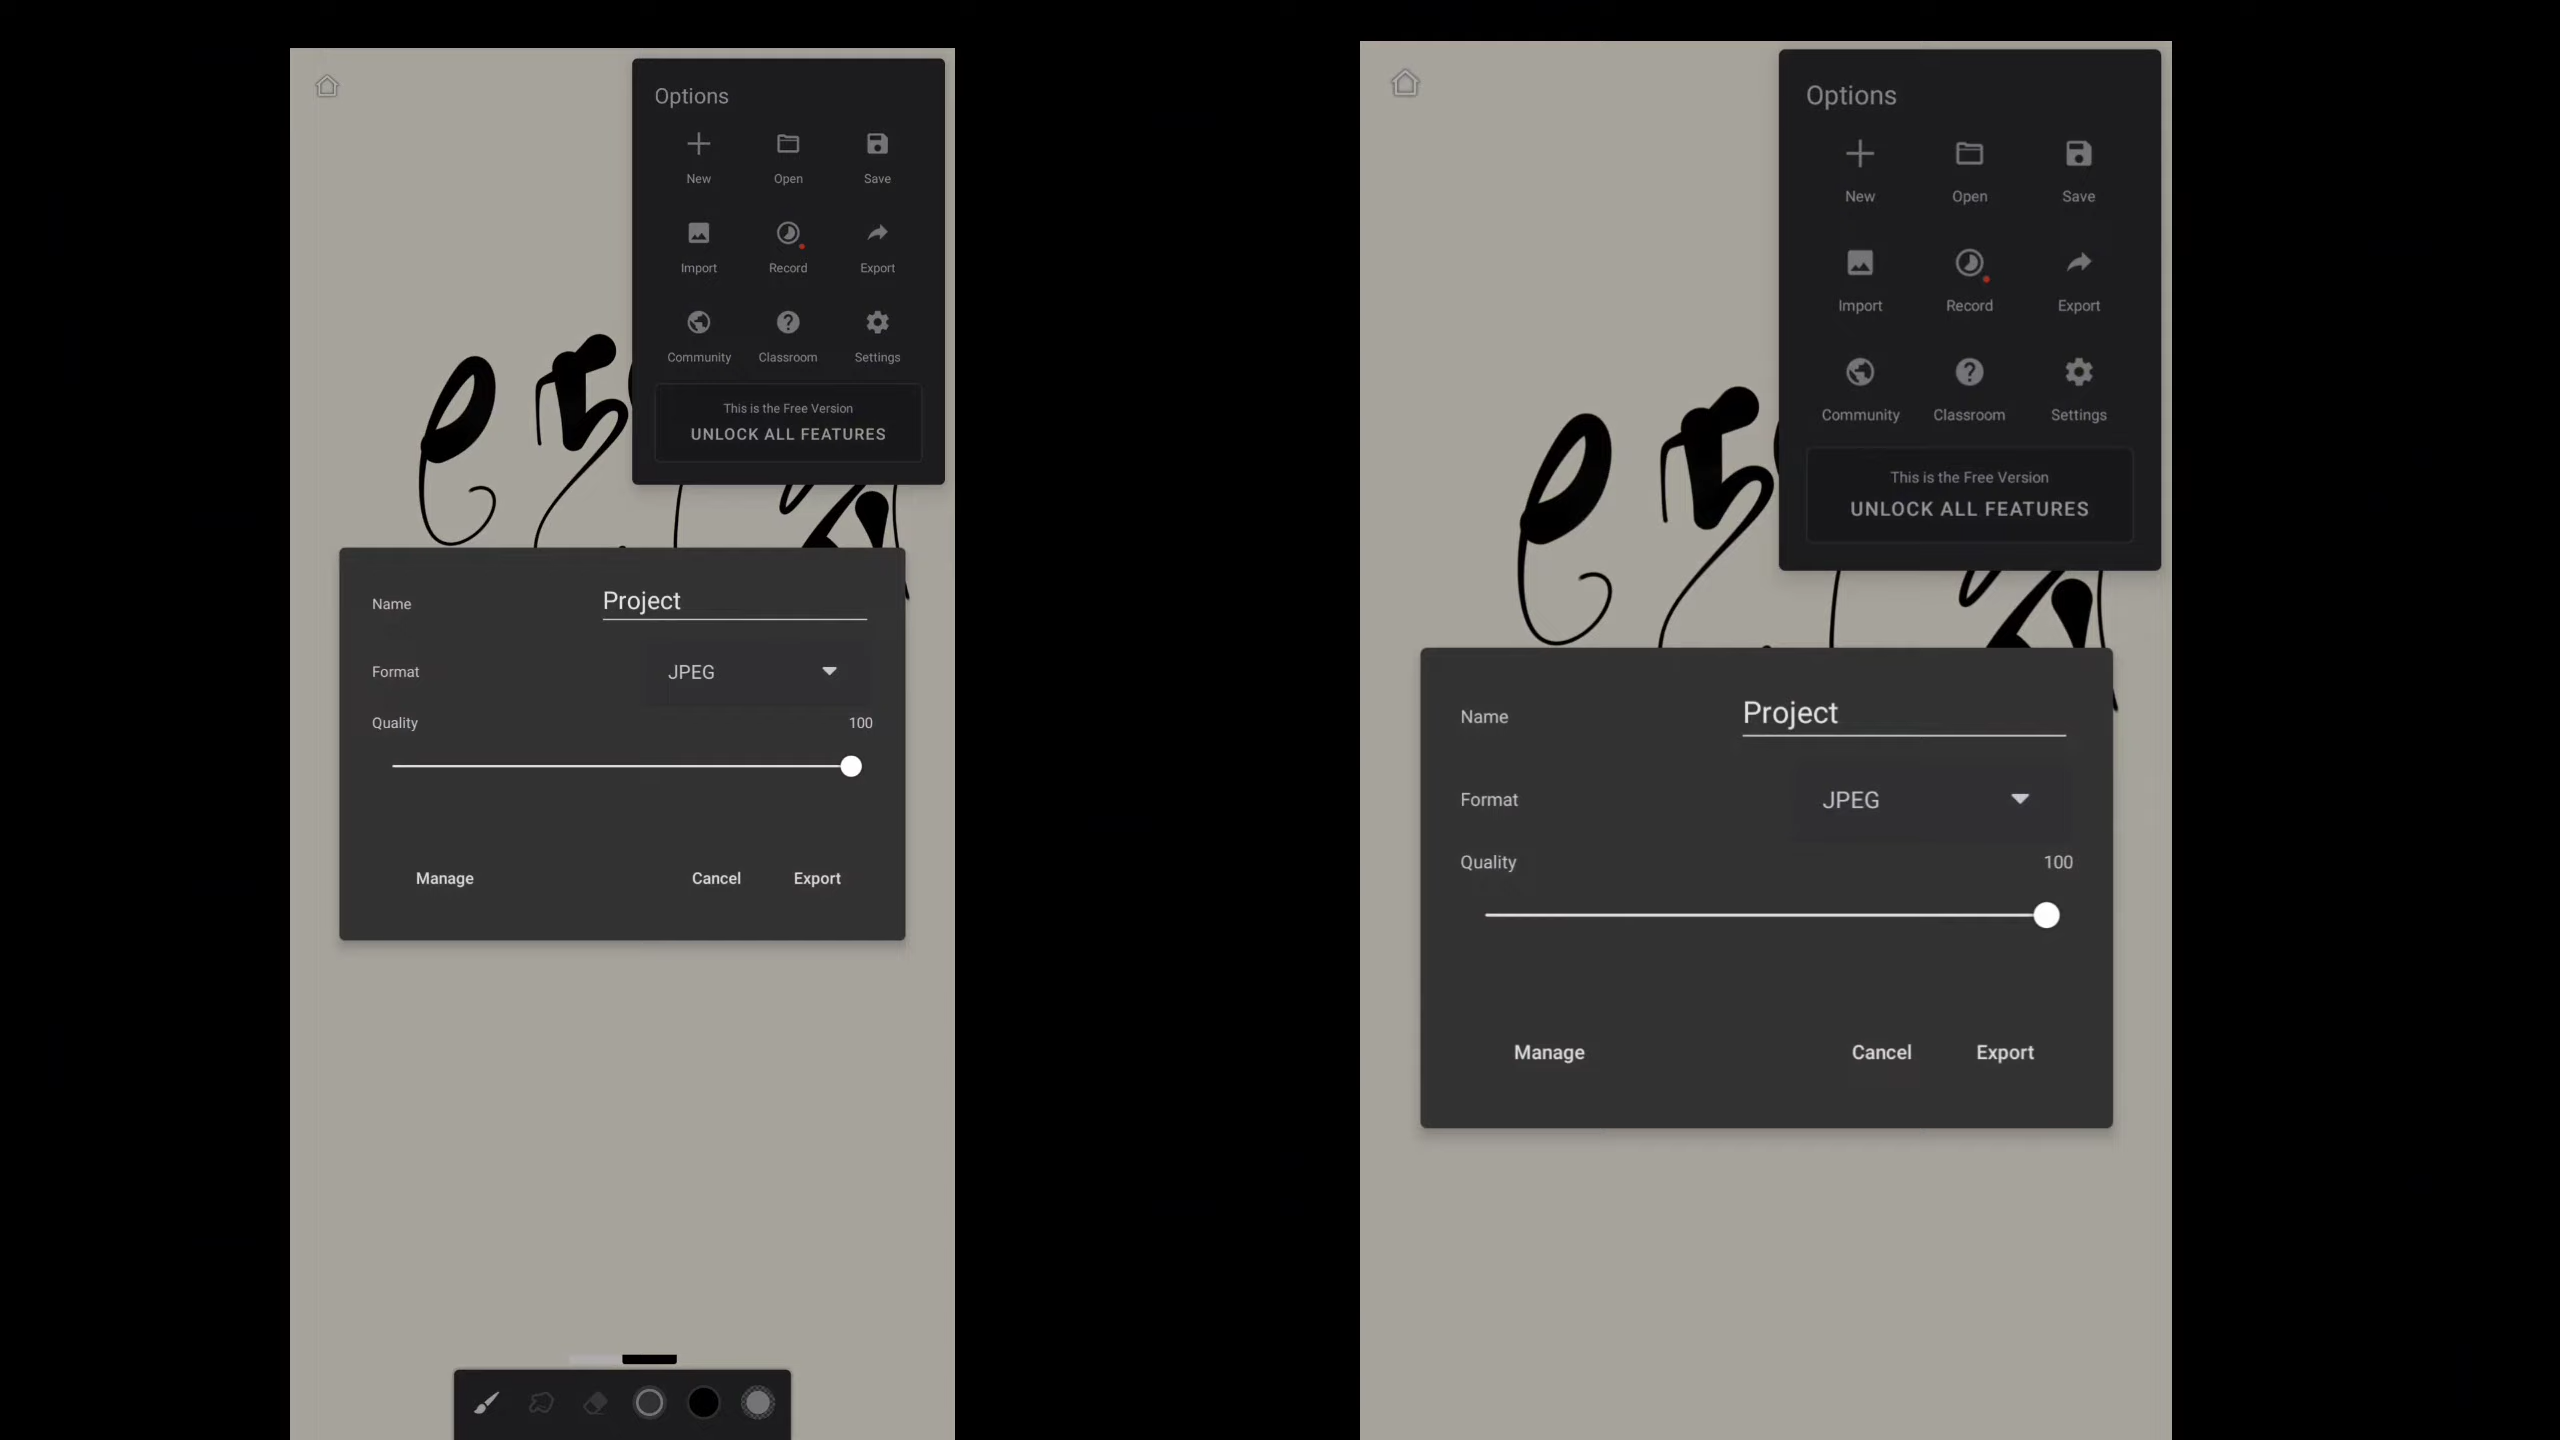 Options
New Open Save
Import Record Export
Community Classroom Settings
This is the Free Version
UNLOCK ALL FEATURES
Name Project
Format JPEG
Quality 100
Manage Cancel Export
Options
New Open Save
Import Record Export
Community Classroom Settings
This is the Free Version
UNLOCK ALL FEATURES
Name Project
Format JPEG
Quality 100
Manage Cancel Export